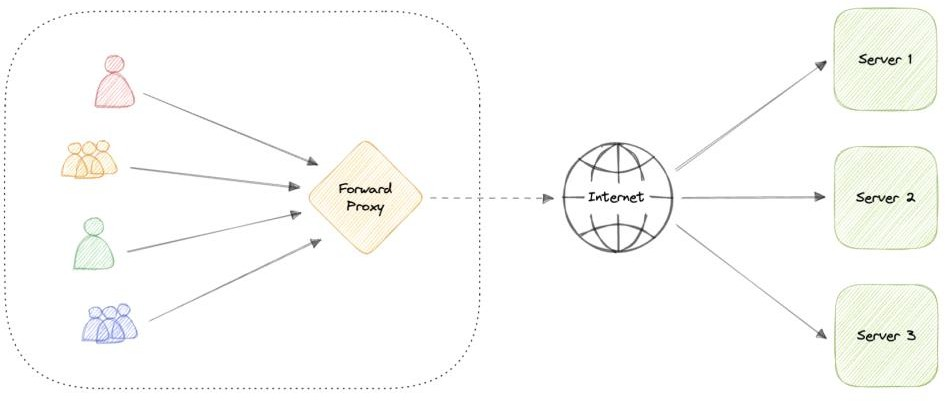 Server 1
Forward
Proxy
Internet
Server 2
Server 3